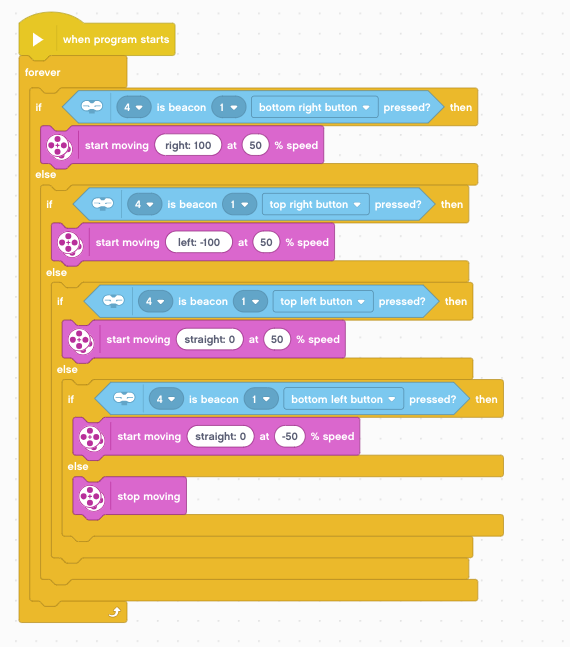 when program starts
forever
if 4 is beacon 1 bottom right button pressed? then
start moving right: 100 at 50 % speed
else
if 4 is beacon 1 top right button pressed? then
start moving left: -100 at 50 % speed
else
if 4 is beacon 1 top left button pressed? then
start moving straight: 0 at 50 % speed
else
if 4 is beacon 1 bottom left button pressed? then
start moving straight: 0 at -50 % speed
else
stop moving